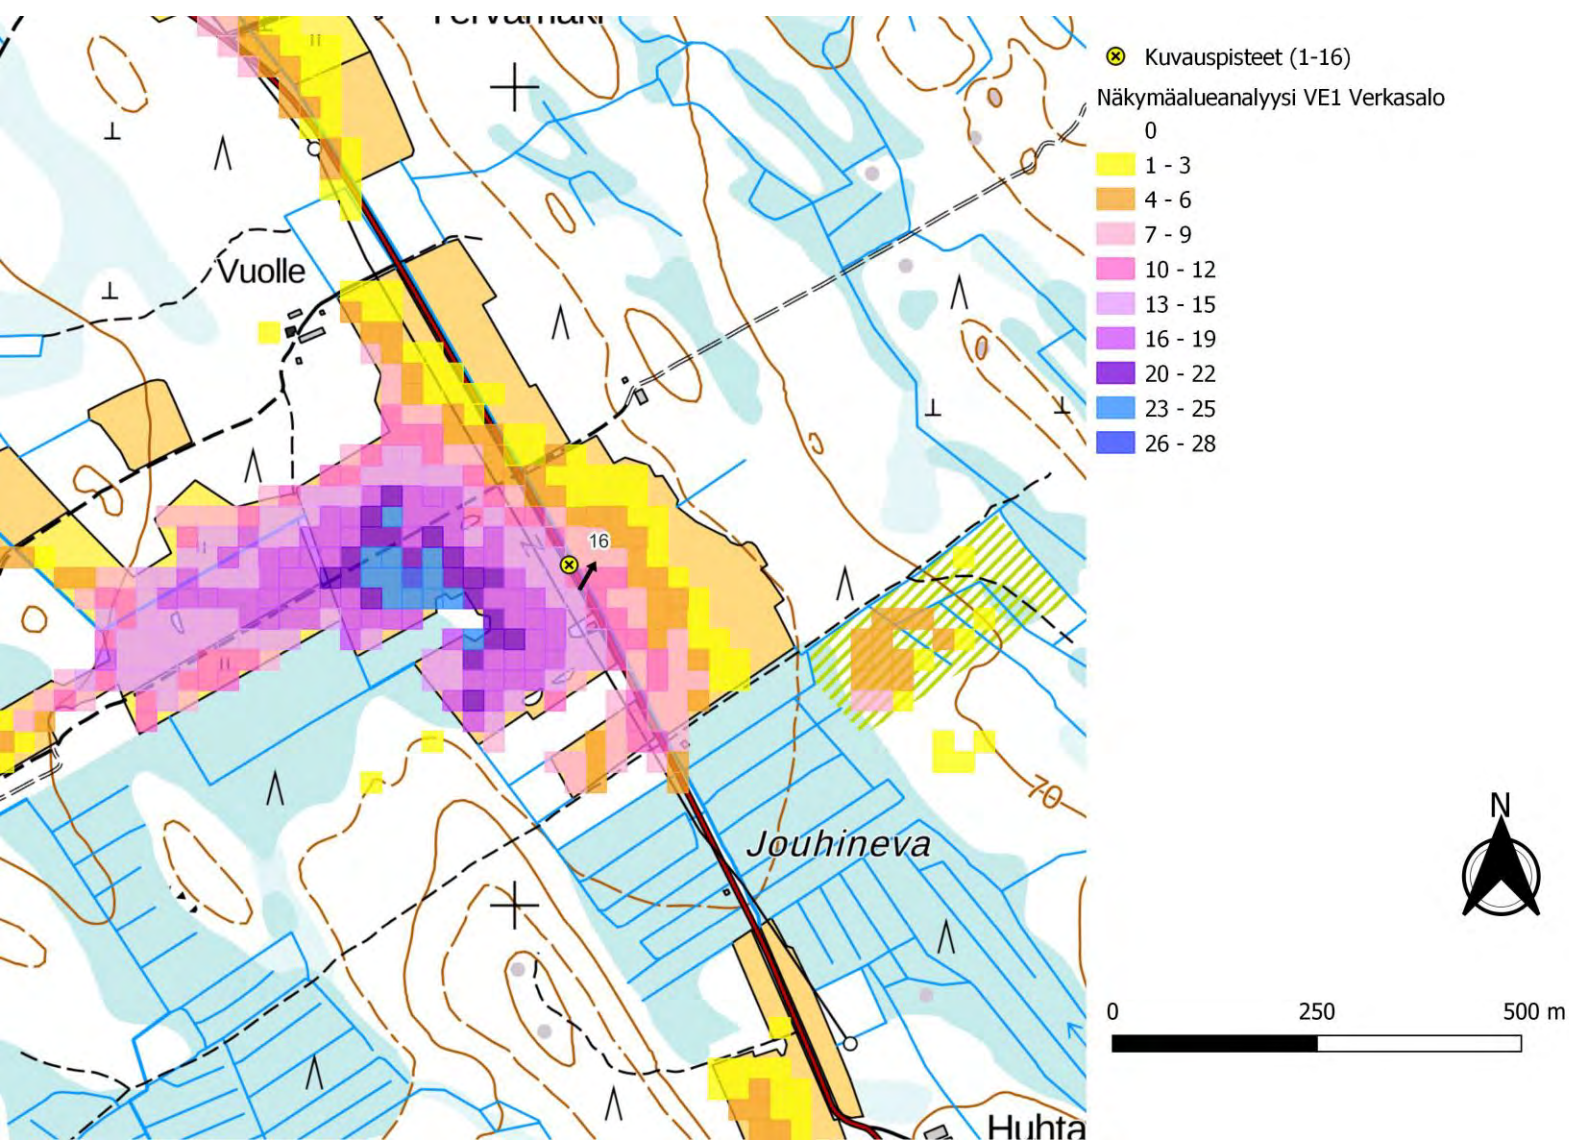 Tervamäki
Kuvauspisteet (1-16)
Näkymäalueanalyysi VE1 Verkasalo
0
1 - 3
4 - 6
7 - 9
10 - 12
13 - 15
16 - 19
20 - 22
23 - 25
26 - 28
Vuolle
16
70
Jouhineva
N
0 250 500 m
Huhta